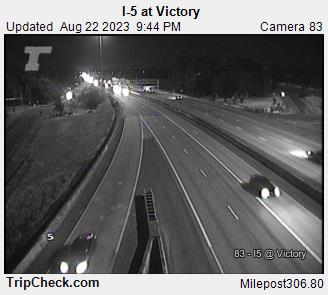 I-5 at Victory
Updated Aug 22 2023 9:44 PM Camera 83
T
S
83 - I5 @ Victory
TripCheck.com Milepost306.80